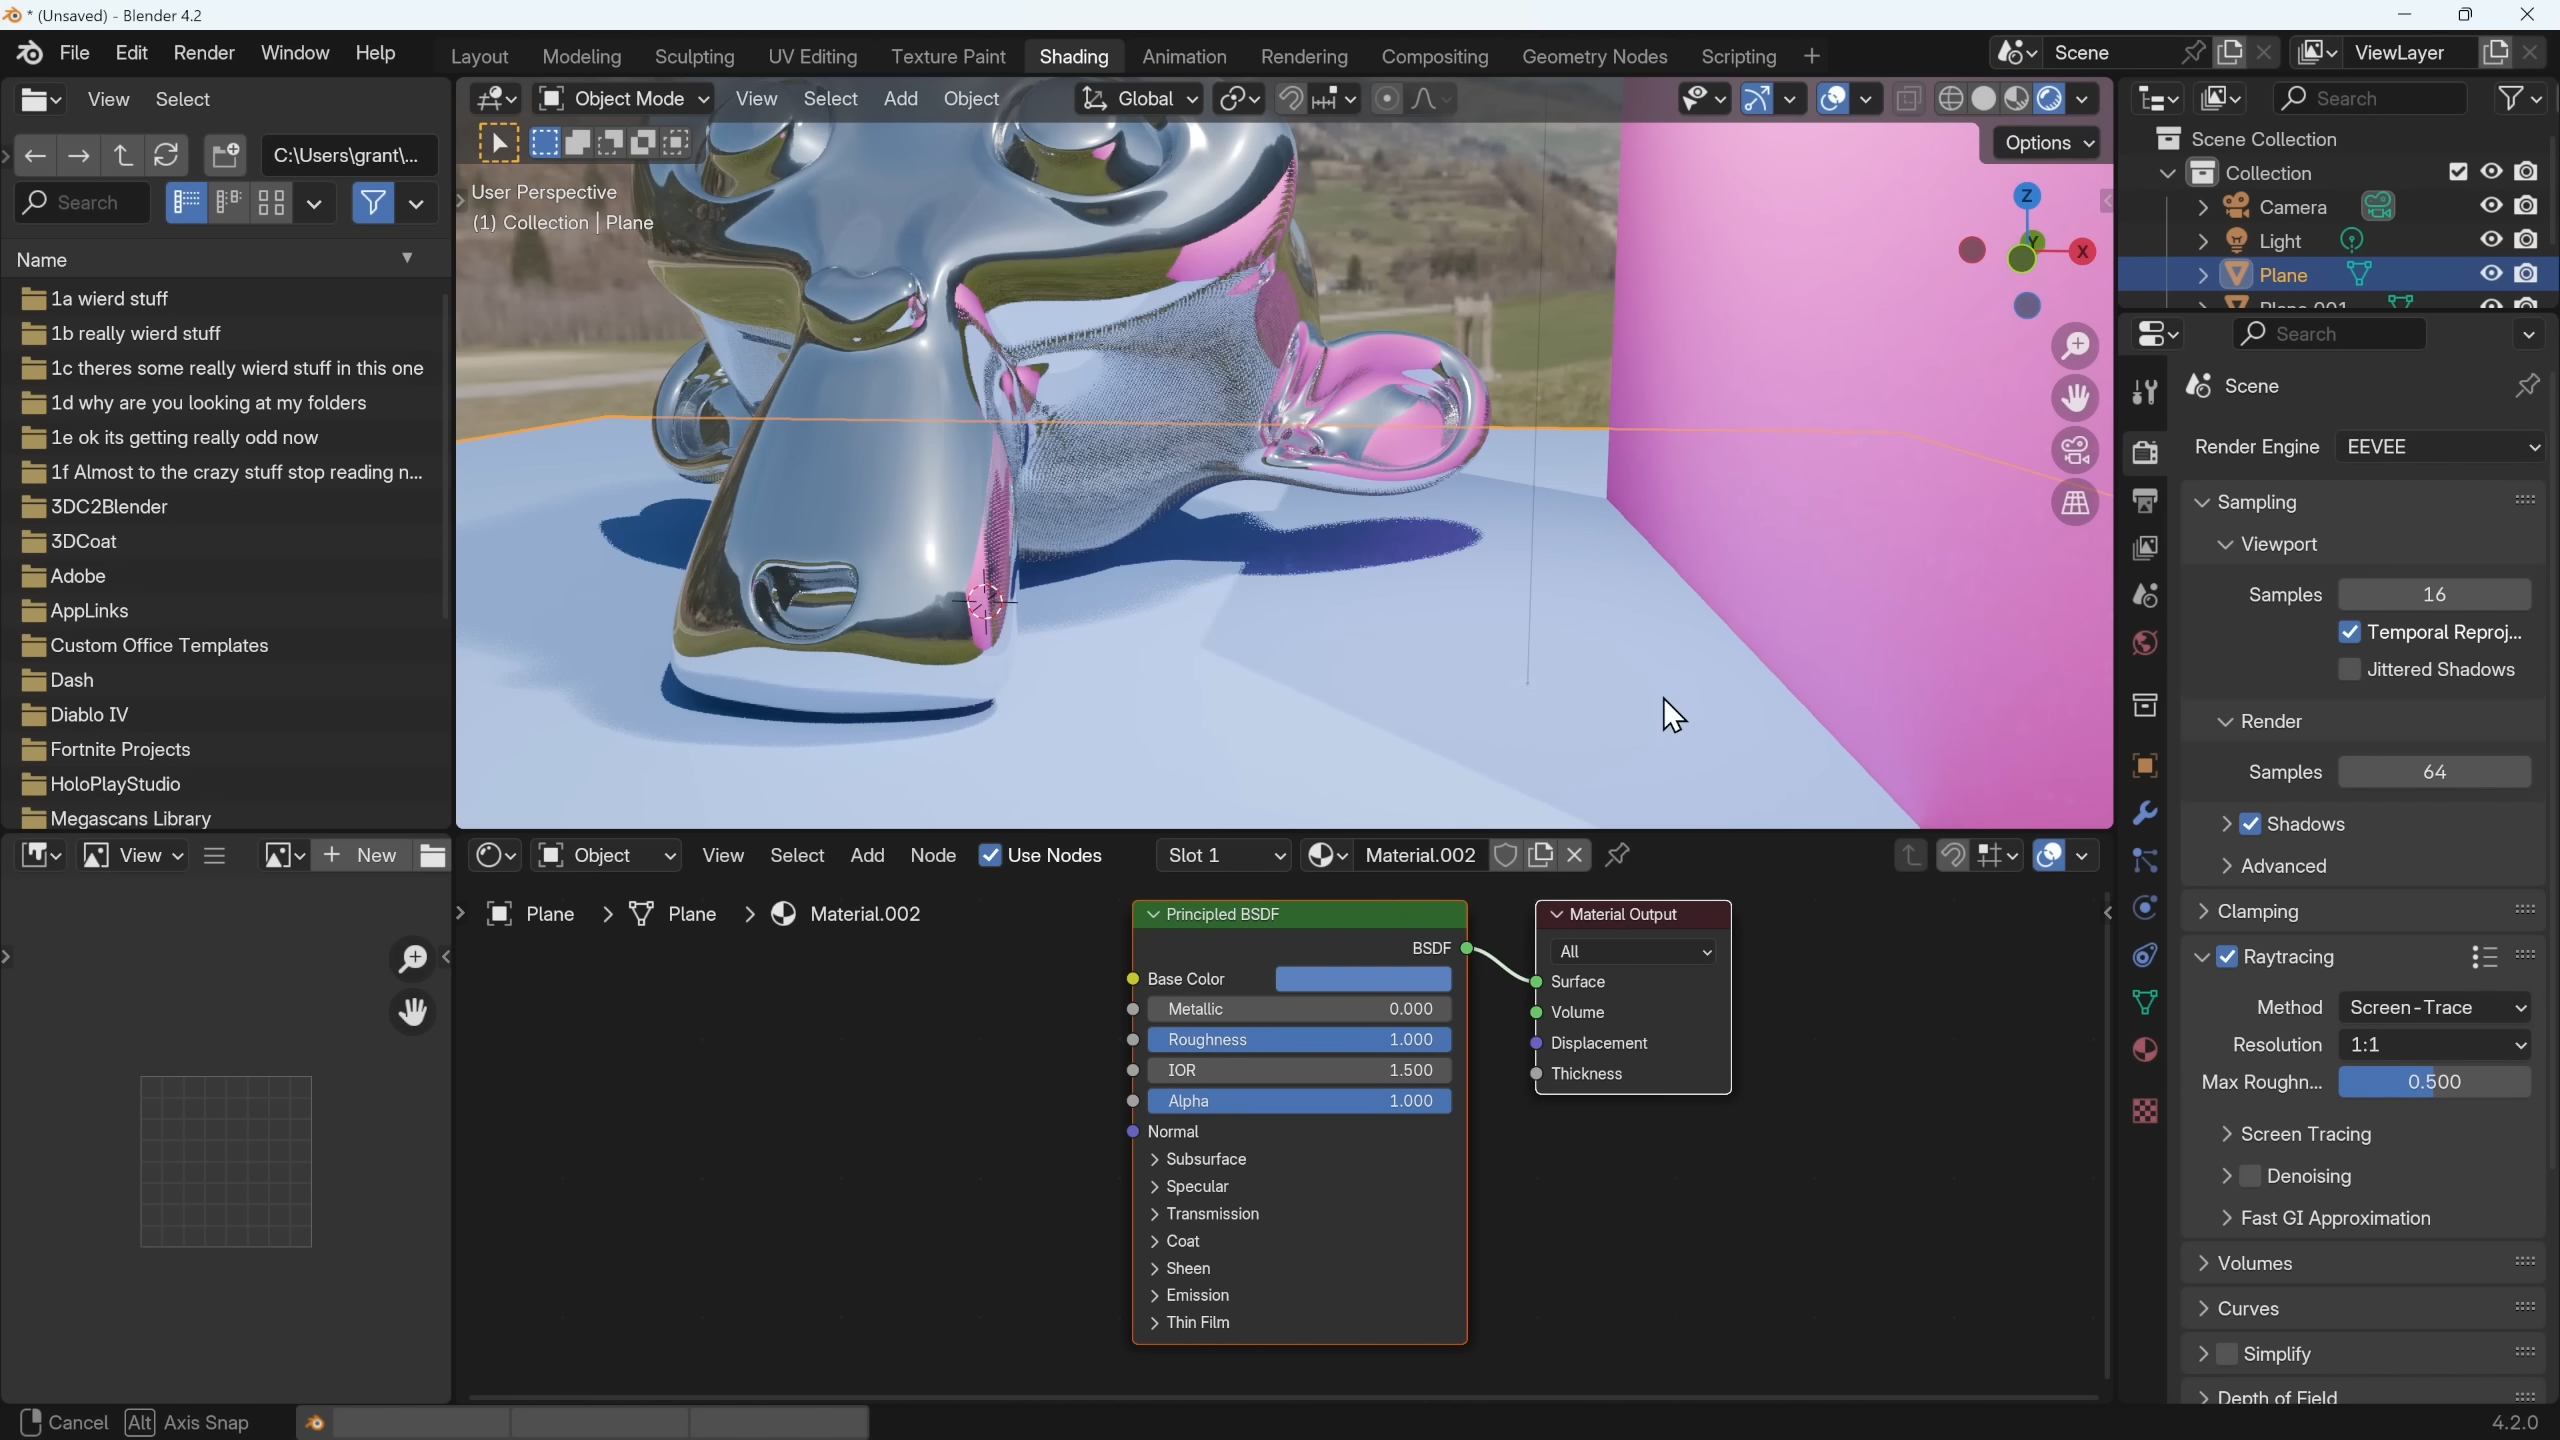 * (Unsaved) - Blender 4.2
File Edit Render Window Help Layout Modeling Sculpting UV Editing Texture Paint Shading Animation Rendering Compositing Geometry Nodes Scripting + Scene ViewLayer
View Select
Object Mode View Select Add Object Global
Search
C:\Users\grant\...
Search
Options
User Perspective
(1) Collection | Plane
Z
Y
X
Name
1a wierd stuff
1b really wierd stuff
1c theres some really wierd stuff in this one
1d why are you looking at my folders
1e ok its getting really odd now
1f Almost to the crazy stuff stop reading n...
3DC2Blender
3DCoat
Adobe
AppLinks
Custom Office Templates
Dash
Diablo IV
Fortnite Projects
HoloPlayStudio
Megascans Library
Scene Collection
Collection
Camera
Light
Plane
Plane.001
Search
Scene
Render Engine EEVEE
Sampling
Viewport
Samples 16
Temporal Reproj...
Jittered Shadows
Render
Samples 64
Shadows
Advanced
Clamping
Raytracing
Method Screen-Trace
Resolution 1:1
Max Roughn... 0.500
Screen Tracing
Denoising
Fast GI Approximation
Volumes
Curves
Simplify
Depth of Field
View + New
Object View Select Add Node Use Nodes Slot 1 Material.002
Plane > Plane > Material.002
Principled BSDF
BSDF
Base Color
Metallic 0.000
Roughness 1.000
IOR 1.500
Alpha 1.000
Normal
Subsurface
Specular
Transmission
Coat
Sheen
Emission
Thin Film
Material Output
All
Surface
Volume
Displacement
Thickness
Cancel Alt Axis Snap
4.2.0